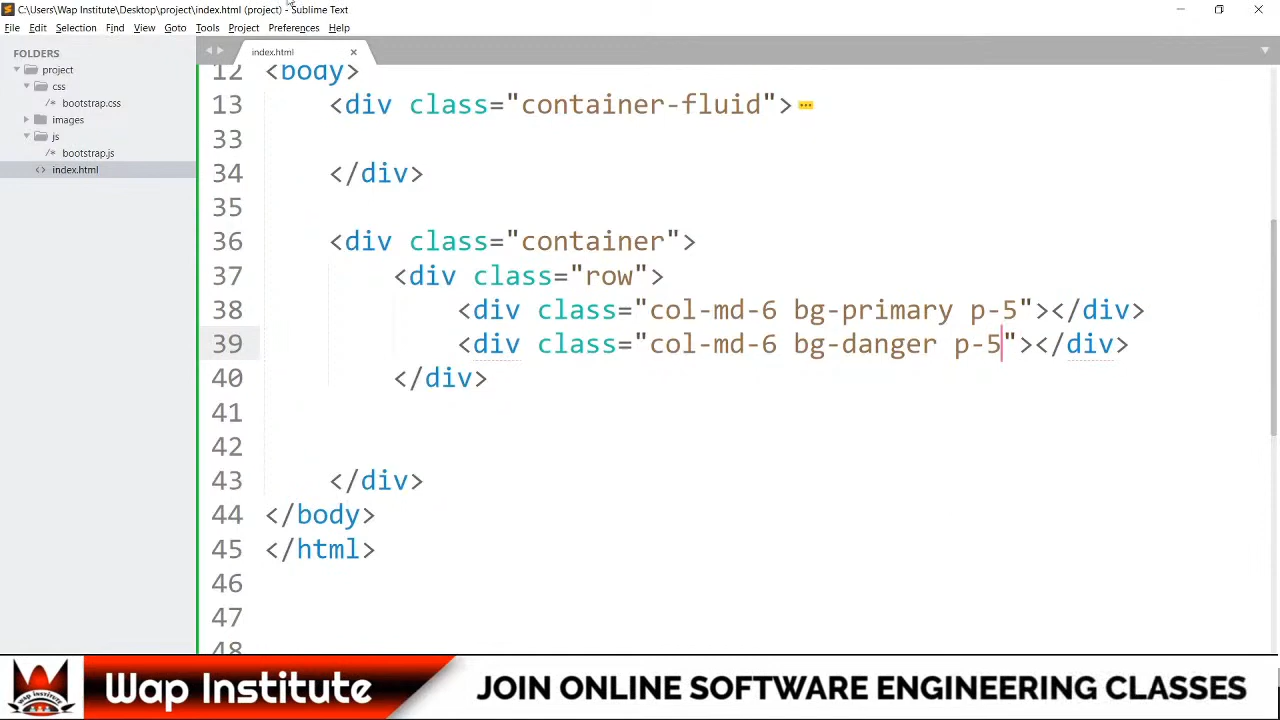 C:\Users\Wap Institute\Desktop\project\index.html (project) - Sublime Text
File Edit Selection Find View Goto Tools Project Preferences Help
FOLDERS
project
css
/* bootstrap.css
images
js
/* bootstrap.js
<> index.html
index.html
12 <body>
13 <div class="container-fluid">
33
34 </div>
35
36 <div class="container">
37 <div class="row">
38 <div class="col-md-6 bg-primary p-5"></div>
39 <div class="col-md-6 bg-danger p-5"></div>
40 </div>
41
42
43 </div>
44 </body>
45 </html>
46
47
48
Wap Institute
JOIN ONLINE SOFTWARE ENGINEERING CLASSES